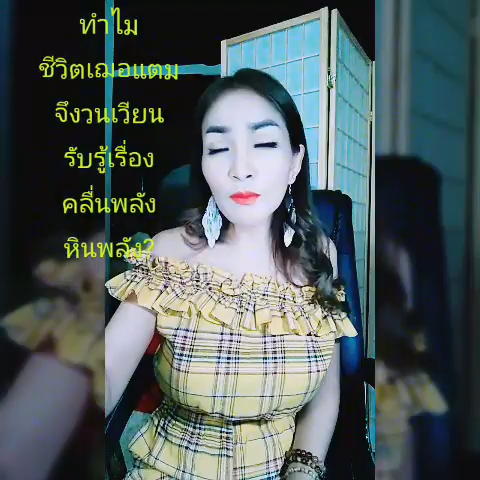 ทำไม
ชีวิตเฌอแตม
จึงวนเวียน
รับรู้เรื่อง
คลื่นพลัง
หินพลัง?